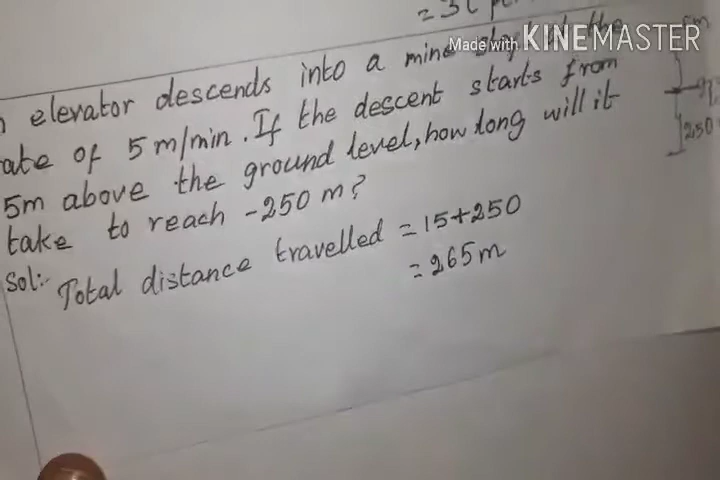 Made with KINEMASTER
elevator descends into a mine
ate of 5 m/min. If the descent starts from
5m above the ground level, how long will it
take to reach -250 m?
Sol:- Total distance travelled = 15+250
= 265 m
250